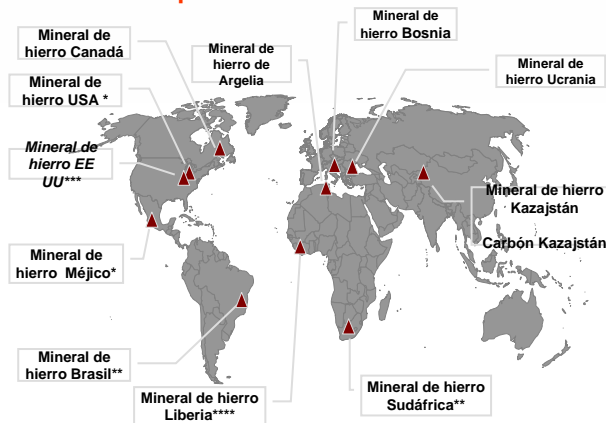 Mineral de
hierro Canadá
Mineral de
hierro USA *
Mineral de
hierro EE
UU***
Mineral de
hierro Méjico*
Mineral de
hierro Brasil**
Mineral de hierro
Liberia****
Mineral de
hierro de
Argelia
Mineral de
hierro Bosnia
Mineral de
hierro Ucrania
Mineral de hierro
Kazajstán
Carbón Kazajstán
Mineral de hierro
Sudáfrica**